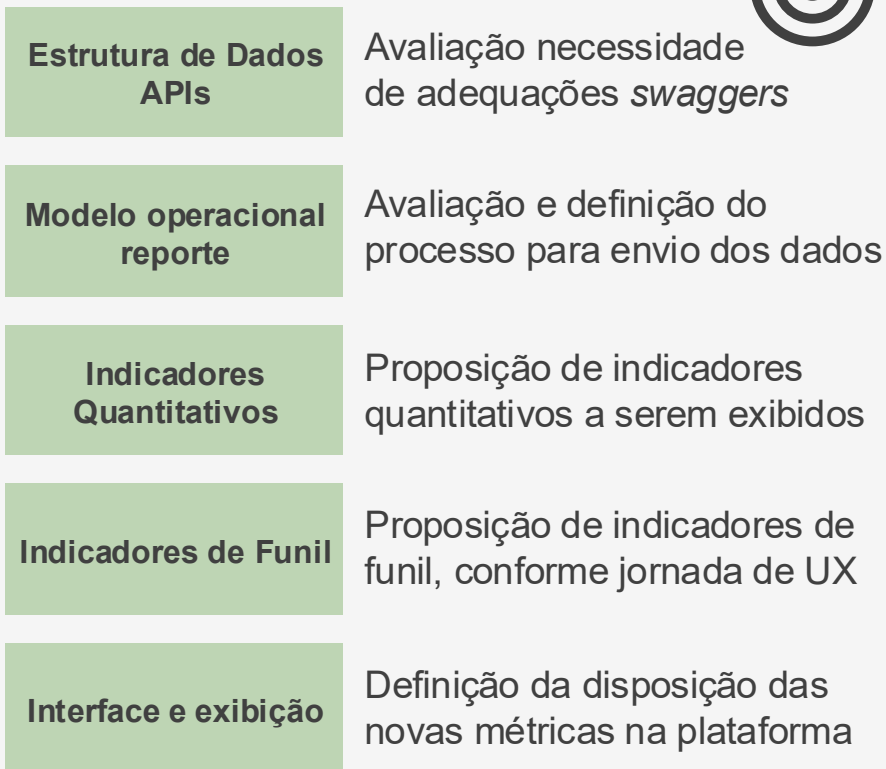 Estrutura de Dados
APIs
Avaliação necessidade
de adequações swaggers
Modelo operacional
reporte
Avaliação e definição do
processo para envio dos dados
Indicadores
Quantitativos
Proposição de indicadores
quantitativos a serem exibidos
Indicadores de Funil
Proposição de indicadores de
funil, conforme jornada de UX
Interface e exibição
Definição da disposição das
novas métricas na plataforma